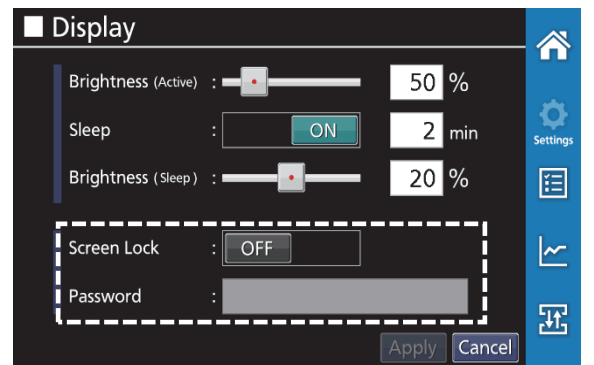 Display
Brightness (Active) : 50 %
Sleep : ON 2 min
Settings
Brightness (Sleep) : 20 %
Screen Lock : OFF
Password :
Apply Cancel